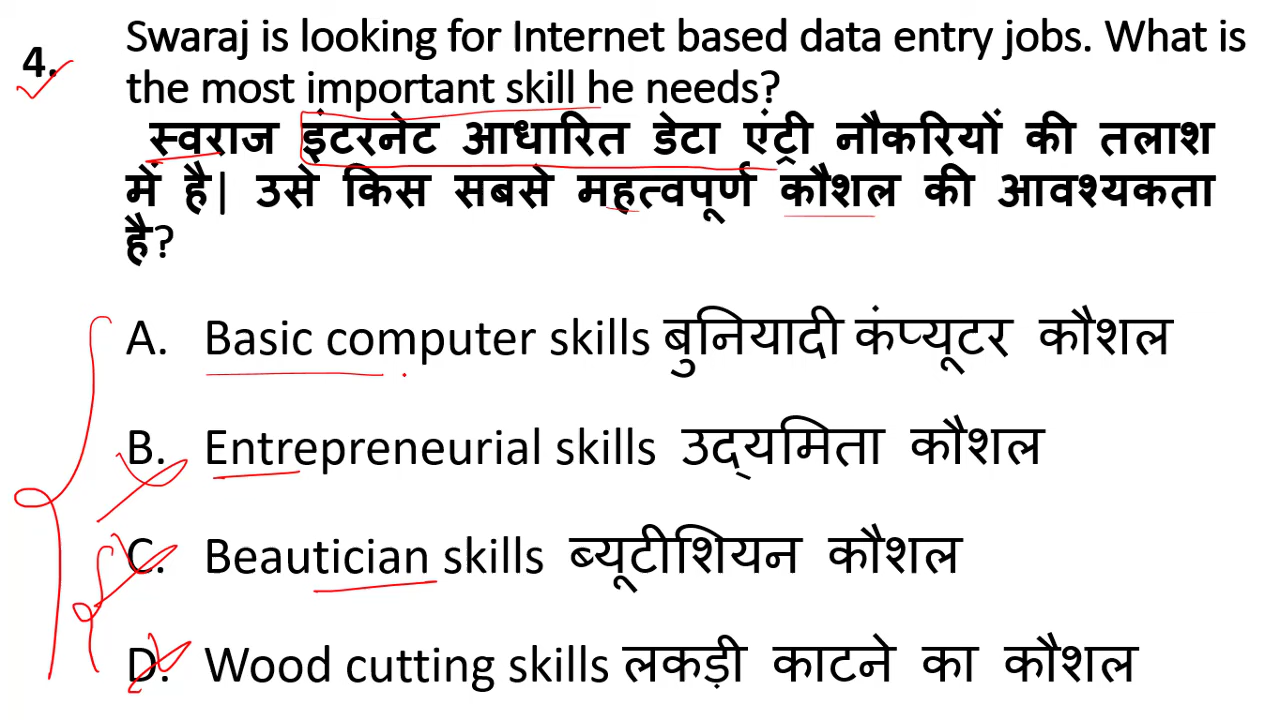 4. Swaraj is looking for Internet based data entry jobs. What is
the most important skill he needs?
स्वराज इंटरनेट आधारित डेटा एंट्री नौकरियों की तलाश
में है| उसे किस सबसे महत्वपूर्ण कौशल की आवश्यकता
है?
A. Basic computer skills बुनियादी कंप्यूटर कौशल
B. Entrepreneurial skills उद्यमिता कौशल
C. Beautician skills ब्यूटीशियन कौशल
D. Wood cutting skills लकड़ी काटने का कौशल